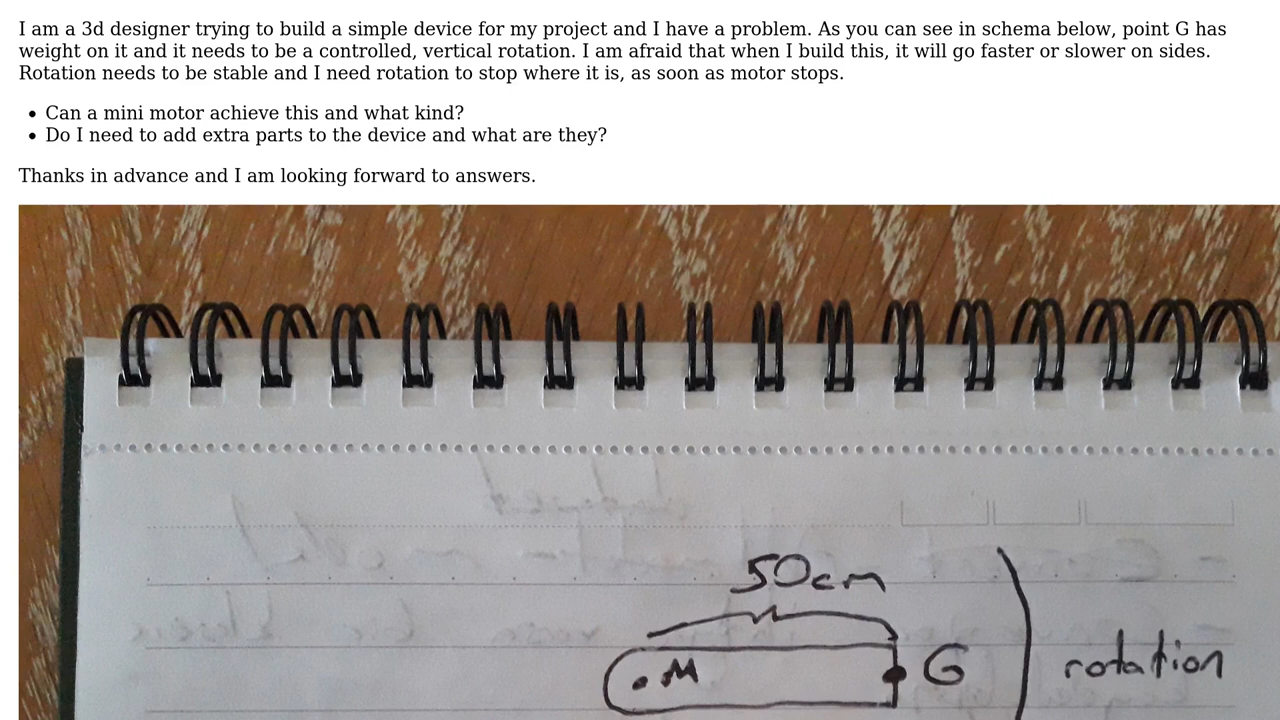 I am a 3d designer trying to build a simple device for my project and I have a problem. As you can see in schema below, point G has
weight on it and it needs to be a controlled, vertical rotation. I am afraid that when I build this, it will go faster or slower on sides.
Rotation needs to be stable and I need rotation to stop where it is, as soon as motor stops.
• Can a mini motor achieve this and what kind?
• Do I need to add extra parts to the device and what are they?
Thanks in advance and I am looking forward to answers.
50cm
M G rotation